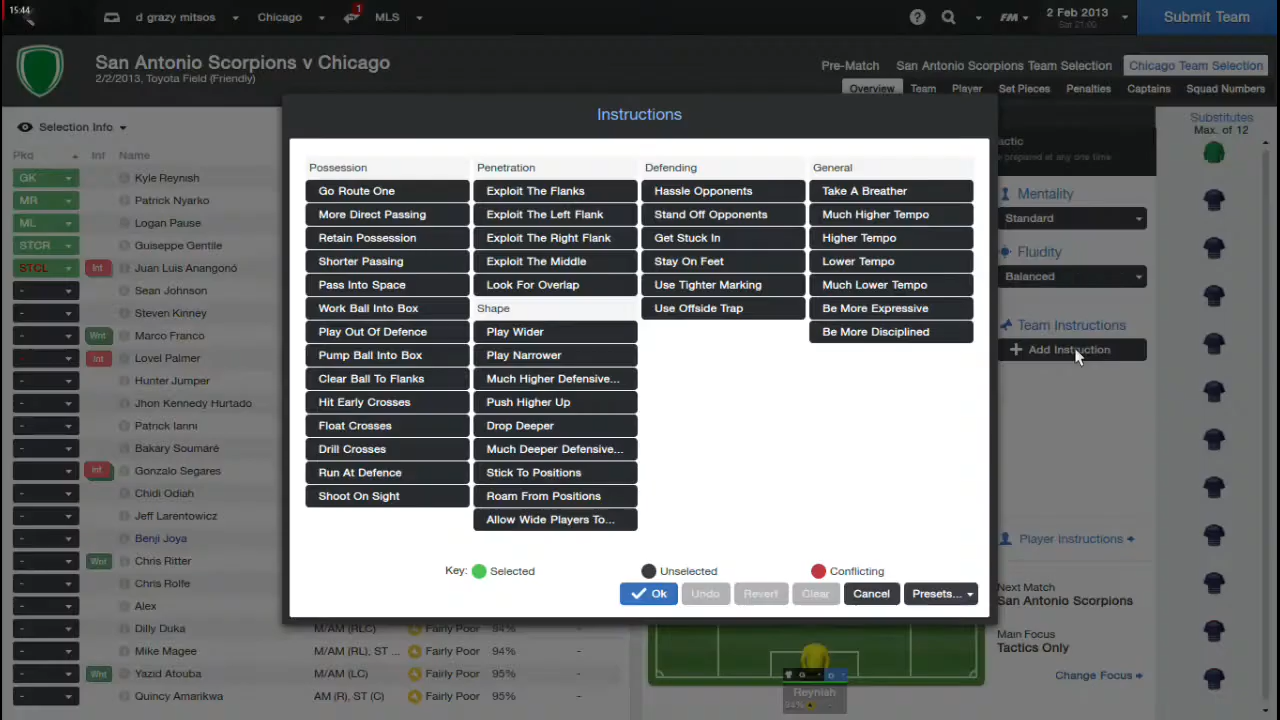 15:44
d grazy mitsos
Chicago
1
MLS
FM
2 Feb 2013
Sat 21:00
Submit Team
San Antonio Scorpions v Chicago
2/2/2013, Toyota Field (Friendly)
Pre-Match
San Antonio Scorpions Team Selection
Chicago Team Selection
Overview
Team
Player
Set Pieces
Penalties
Captains
Squad Numbers
Selection Info
Pkd
Inf
Name
GK
Kyle Reynish
MR
Patrick Nyarko
ML
Logan Pause
STCR
Guiseppe Gentile
STCL
Int
Juan Luis Anangonó
-
Sean Johnson
-
Steven Kinney
-
Wnt
Marco Franco
-
Int
Lovel Palmer
-
Hunter Jumper
-
Jhon Kennedy Hurtado
-
Patrick Ianni
-
Bakary Soumaré
-
Gonzalo Segares
-
Chidi Odiah
-
Jeff Larentowicz
-
Benji Joya
-
Wnt
Chris Ritter
-
Chris Rolfe
-
Alex
-
Dilly Duka
M/AM (RLC)
Fairly Poor
94%
-
-
Mike Magee
M/AM (RL), ST ...
Fairly Poor
94%
-
-
Wnt
Yazid Atouba
M/AM (LC)
Fairly Poor
95%
-
-
Quincy Amarikwa
AM (R), ST (C)
Fairly Poor
95%
-
Instructions
Possession
Go Route One
More Direct Passing
Retain Possession
Shorter Passing
Pass Into Space
Work Ball Into Box
Play Out Of Defence
Pump Ball Into Box
Clear Ball To Flanks
Hit Early Crosses
Float Crosses
Drill Crosses
Run At Defence
Shoot On Sight
Penetration
Exploit The Flanks
Exploit The Left Flank
Exploit The Right Flank
Exploit The Middle
Look For Overlap
Shape
Play Wider
Play Narrower
Much Higher Defensive...
Push Higher Up
Drop Deeper
Much Deeper Defensive...
Stick To Positions
Roam From Positions
Allow Wide Players To...
Defending
Hassle Opponents
Stand Off Opponents
Get Stuck In
Stay On Feet
Use Tighter Marking
Use Offside Trap
General
Take A Breather
Much Higher Tempo
Higher Tempo
Lower Tempo
Much Lower Tempo
Be More Expressive
Be More Disciplined
Key:
Selected
Unselected
Conflicting
Ok
Undo
Revert
Clear
Cancel
Presets...
actic
prepared at any one time
Mentality
Standard
Fluidity
Balanced
Team Instructions
Add Instruction
Player Instructions
Next Match
San Antonio Scorpions
Main Focus
Tactics Only
Change Focus
Substitutes
Max. of 12
G
D
Reynish
94%